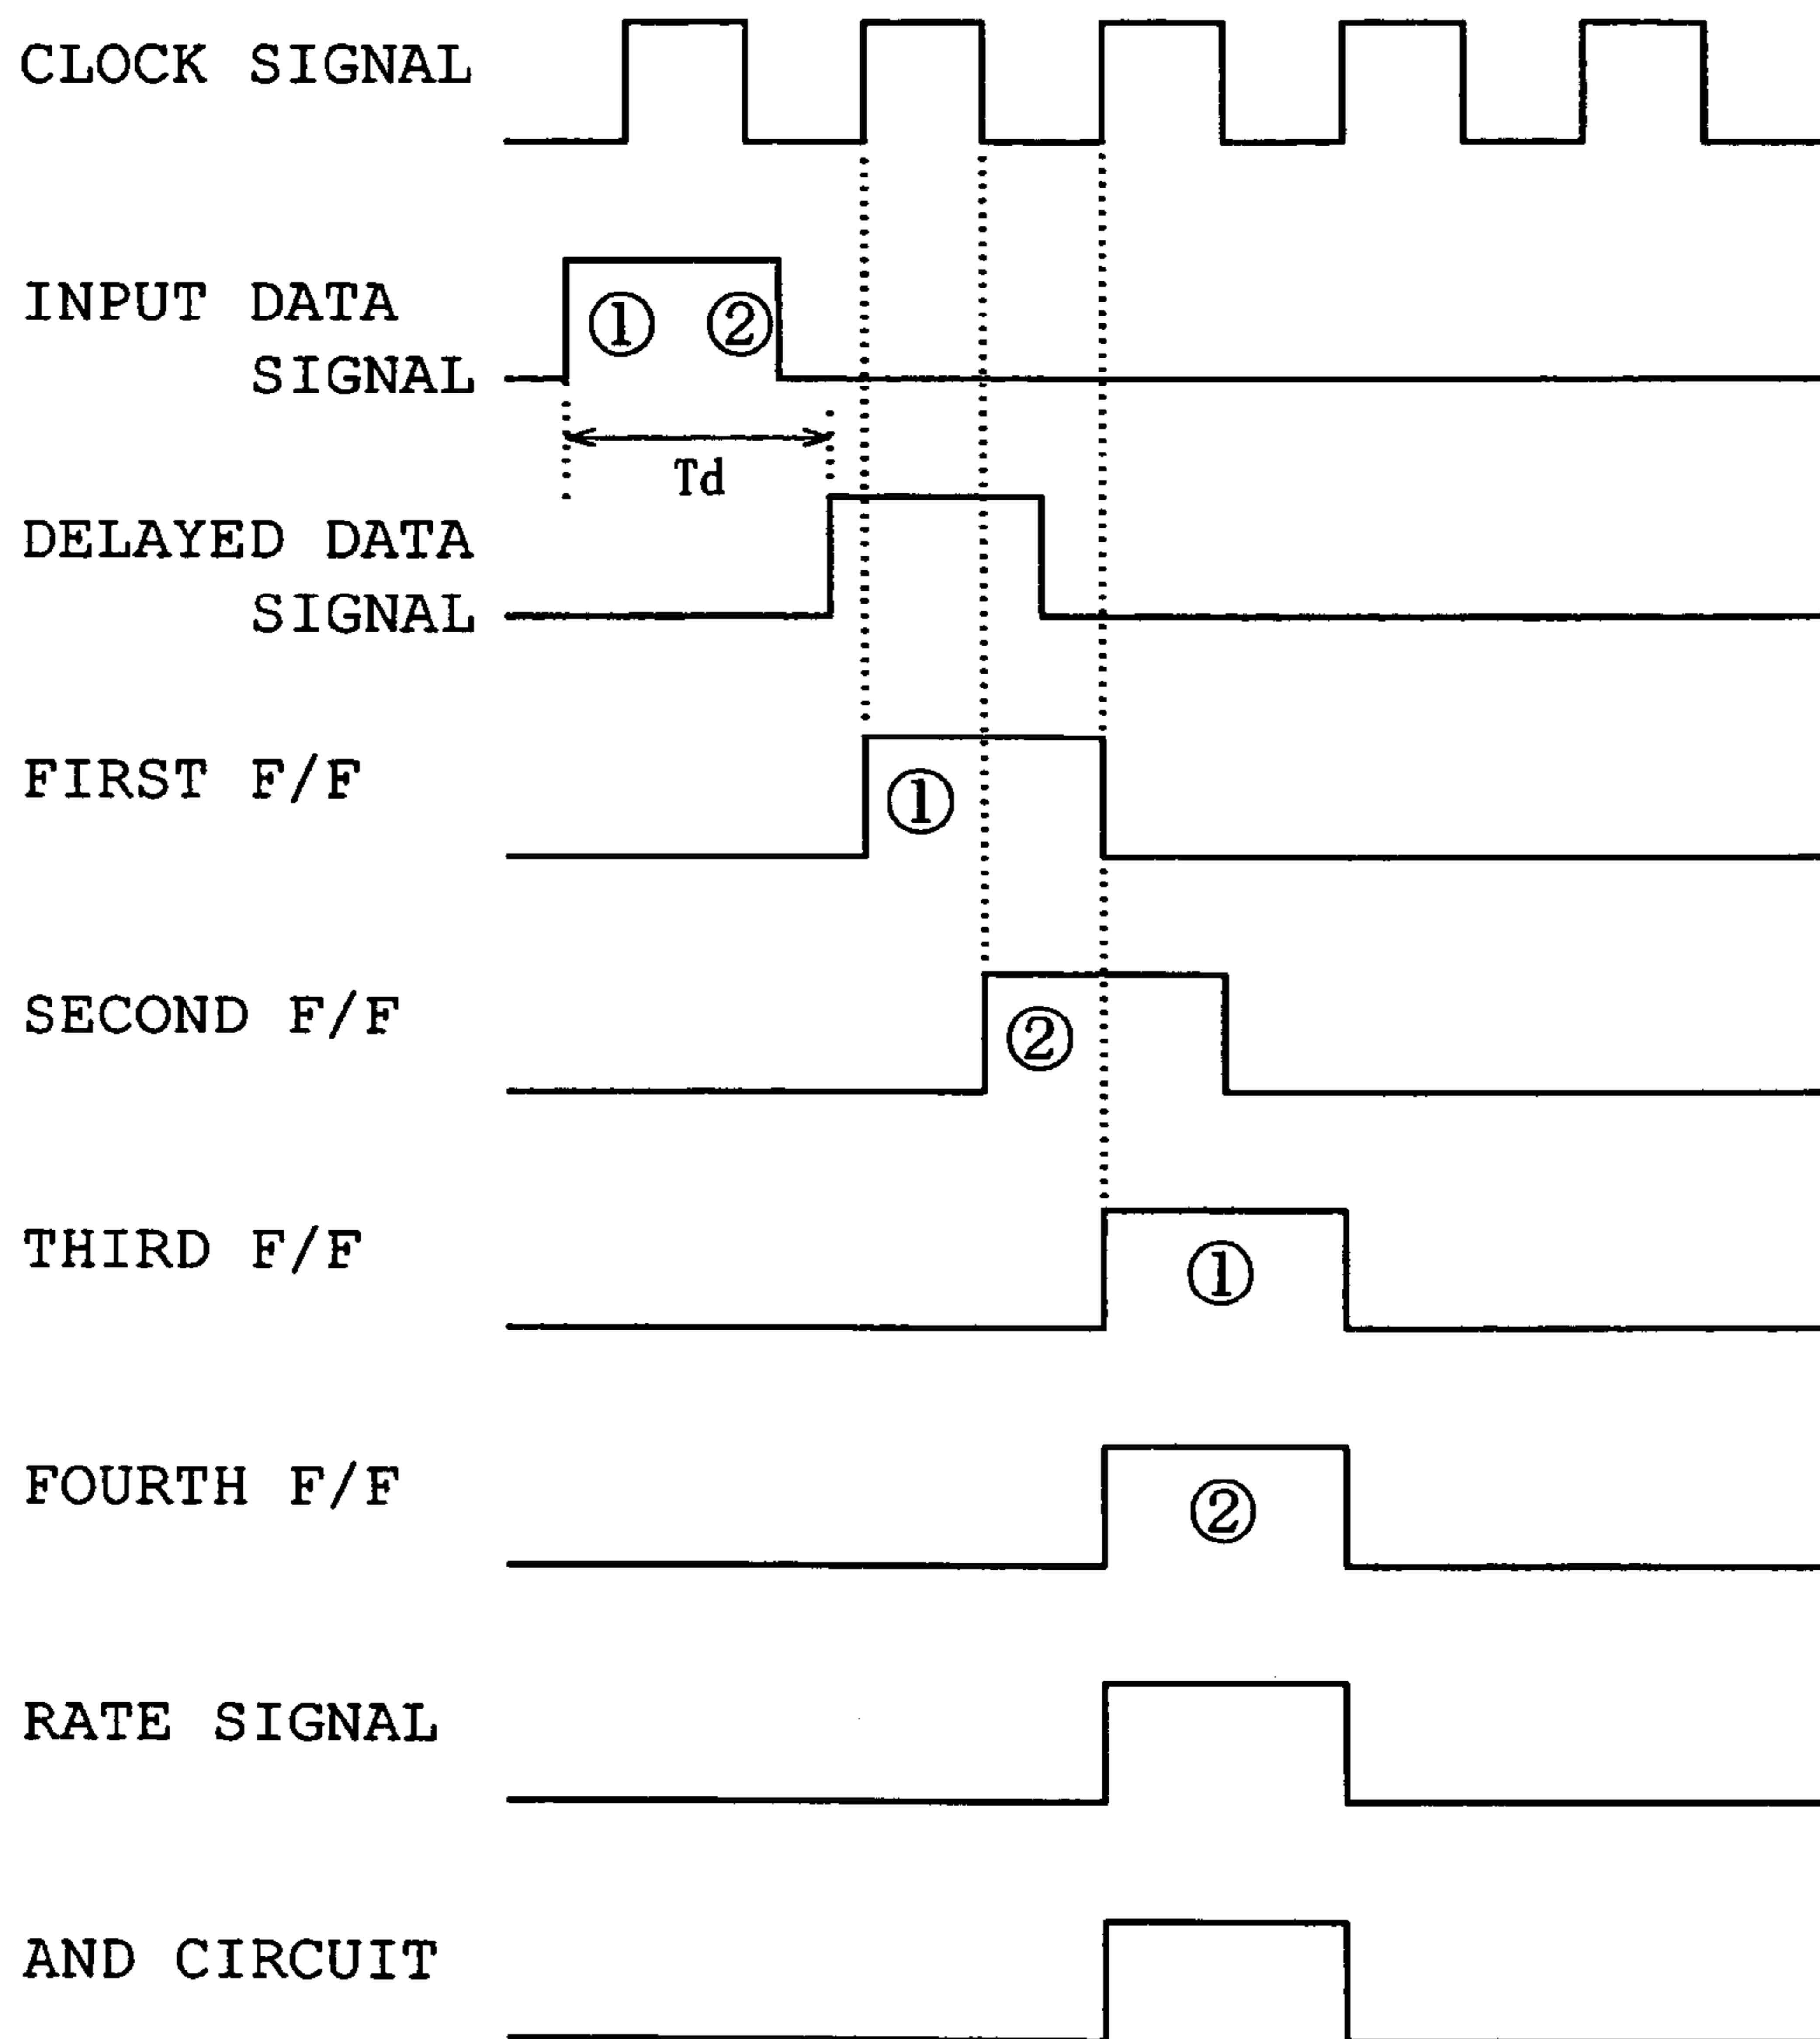 CLOCK SIGNAL
INPUT DATA
SIGNAL
① ②
Td
DELAYED DATA
SIGNAL
FIRST F/F
①
SECOND F/F
②
THIRD F/F
①
FOURTH F/F
②
RATE SIGNAL
AND CIRCUIT